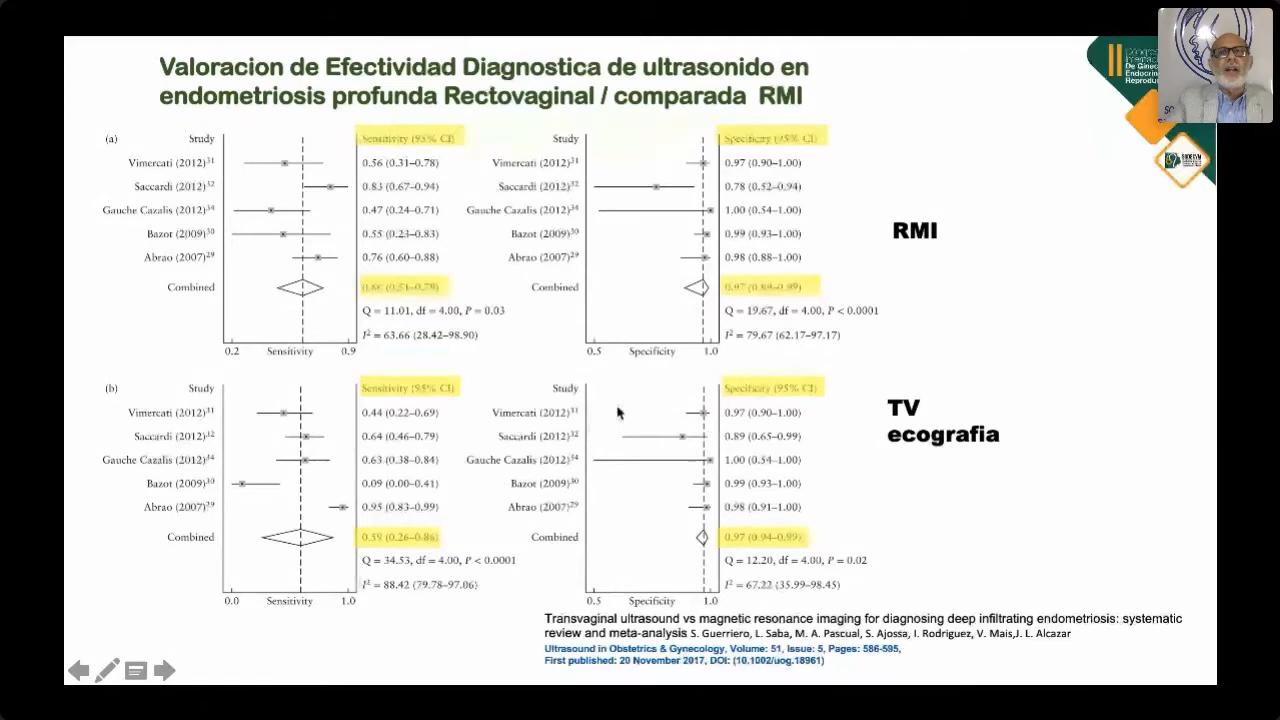 Valoracion de Efectividad Diagnostica de ultrasonido en
endometriosis profunda Rectovaginal / comparada RMI
II
De Ginec
Endocrin
Reprodu
(a) Study Sensitivity (95% CI) Study Specificity (95% CI)
Vimercati (2012)31 0.56 (0.31–0.78) Vimercati (2012)31 0.97 (0.90–1.00)
Saccardi (2012)32 0.83 (0.67–0.94) Saccardi (2012)32 0.78 (0.52–0.94)
Gauche Cazalis (2012)34 0.47 (0.24–0.71) Gauche Cazalis (2012)34 1.00 (0.54–1.00)
Bazot (2009)30 0.55 (0.23–0.83) Bazot (2009)30 0.99 (0.93–1.00)
Abrao (2007)29 0.76 (0.60–0.88) Abrao (2007)29 0.98 (0.88–1.00)
Combined 0.66 (0.51–0.79) Combined 0.97 (0.89–0.99)
Q = 11.01, df = 4.00, P = 0.03 Q = 19.67, df = 4.00, P < 0.0001
I² = 63.66 (28.42–98.90) I² = 79.67 (62.17–97.17)
0.2 Sensitivity 0.9 0.5 Specificity 1.0
RMI
(b) Study Sensitivity (95% CI) Study Specificity (95% CI)
Vimercati (2012)31 0.44 (0.22–0.69) Vimercati (2012)31 0.97 (0.90–1.00)
Saccardi (2012)32 0.64 (0.46–0.79) Saccardi (2012)32 0.89 (0.65–0.99)
Gauche Cazalis (2012)34 0.63 (0.38–0.84) Gauche Cazalis (2012)34 1.00 (0.54–1.00)
Bazot (2009)30 0.09 (0.00–0.41) Bazot (2009)30 0.99 (0.93–1.00)
Abrao (2007)29 0.95 (0.83–0.99) Abrao (2007)29 0.98 (0.91–1.00)
Combined 0.59 (0.26–0.86) Combined 0.97 (0.94–0.99)
Q = 34.53, df = 4.00, P < 0.0001 Q = 12.20, df = 4.00, P = 0.02
I² = 88.42 (79.78–97.06) I² = 67.22 (35.99–98.45)
0.0 Sensitivity 1.0 0.5 Specificity 1.0
TV
ecografia
Transvaginal ultrasound vs magnetic resonance imaging for diagnosing deep infiltrating endometriosis: systematic
review and meta-analysis S. Guerriero, L. Saba, M. A. Pascual, S. Ajossa, I. Rodriguez, V. Mais,J. L. Alcazar
Ultrasound in Obstetrics & Gynecology, Volume: 51, Issue: 5, Pages: 586-595,
First published: 20 November 2017, DOI: (10.1002/uog.18961)